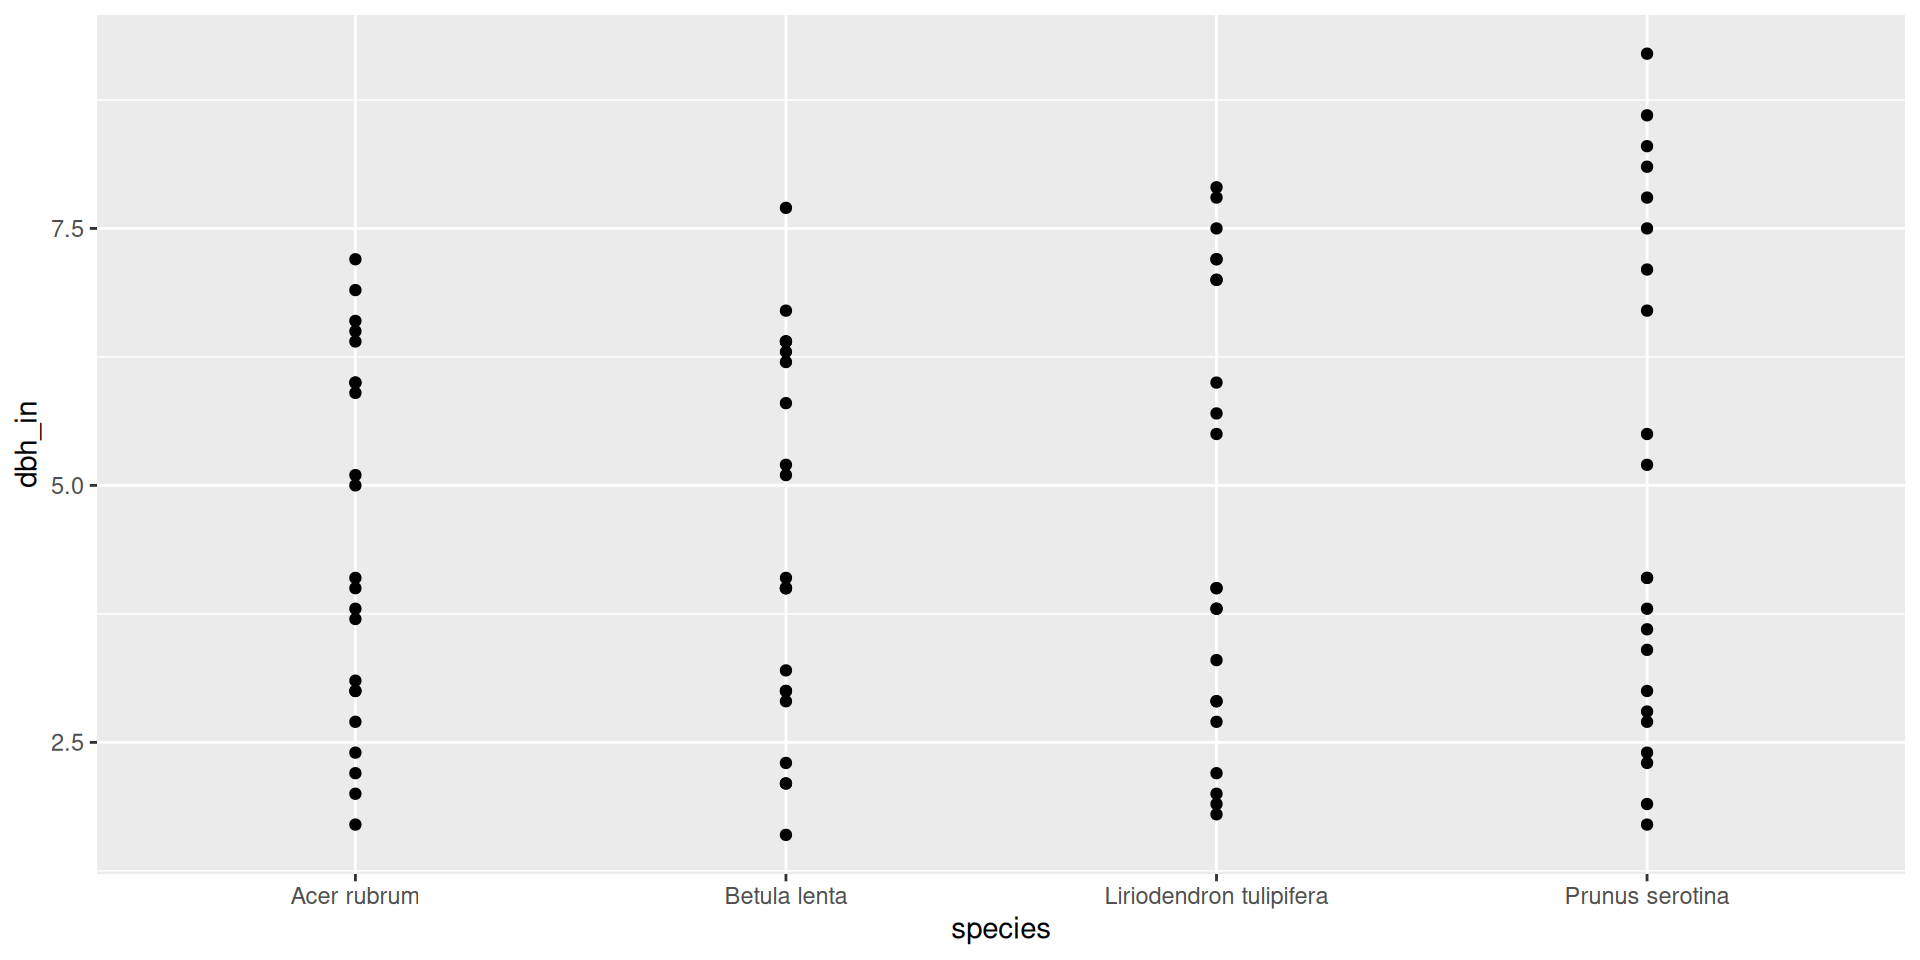 dbh_in
7.5
5.0
2.5
Acer rubrum Betula lenta Liriodendron tulipifera Prunus serotina
species